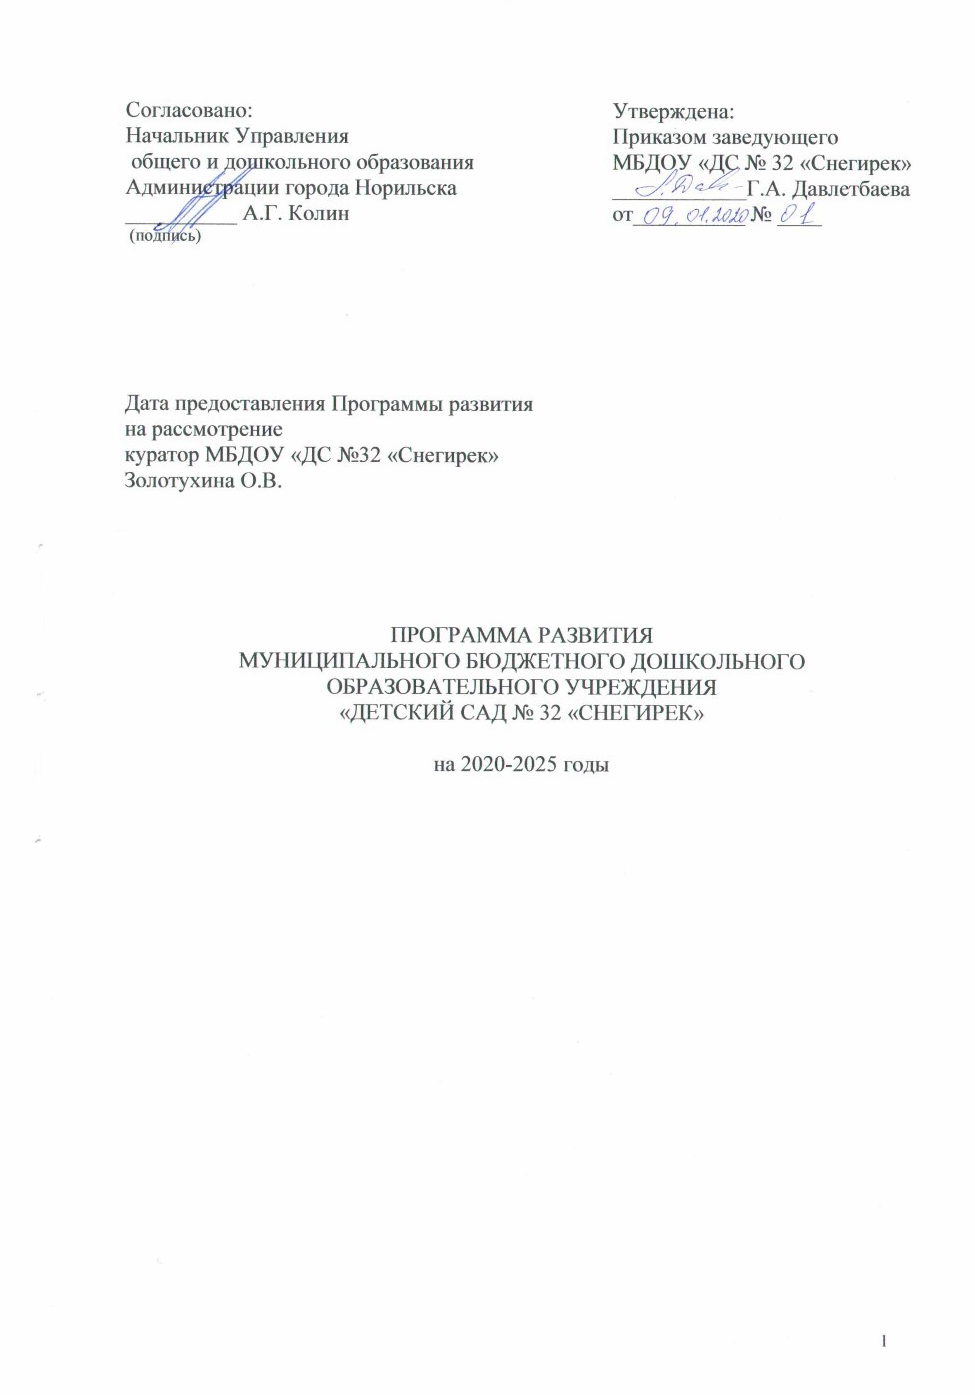 Согласовано:
Начальник Управления
общего и дошкольного образования
Администрации города Норильска
__________ А.Г. Колин
(подпись)
Утверждена:
Приказом заведующего
МБДОУ «ДС № 32 «Снегирек»
____________Г.А. Давлетбаева
от 09.01.2020 № 01
Дата предоставления Программы развития
на рассмотрение
куратор МБДОУ «ДС №32 «Снегирек»
Золотухина О.В.
ПРОГРАММА РАЗВИТИЯ
МУНИЦИПАЛЬНОГО БЮДЖЕТНОГО ДОШКОЛЬНОГО
ОБРАЗОВАТЕЛЬНОГО УЧРЕЖДЕНИЯ
«ДЕТСКИЙ САД № 32 «СНЕГИРЕК»
на 2020-2025 годы
1